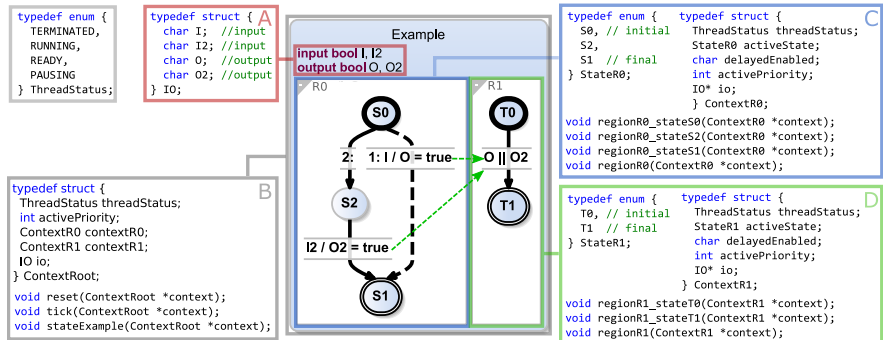 typedef enum {
TERMINATED,
RUNNING,
READY,
PAUSING
} ThreadStatus;
A
typedef struct {
char I; //input
char I2; //input
char O; //output
char O2; //output
} IO;
B
typedef struct {
ThreadStatus threadStatus;
int activePriority;
ContextR0 contextR0;
ContextR1 contextR1;
IO io;
} ContextRoot;
void reset(ContextRoot *context);
void tick(ContextRoot *context);
void stateExample(ContextRoot *context);
Example
input bool I, I2
output bool O, O2
R0
S0
2:
1: I / O = true
S2
I2 / O2 = true
S1
R1
T0
O || O2
T1
C
typedef enum {
S0, // initial
S2,
S1 // final
} StateR0;
typedef struct {
ThreadStatus threadStatus;
StateR0 activeState;
char delayedEnabled;
int activePriority;
IO* io;
} ContextR0;
void regionR0_stateS0(ContextR0 *context);
void regionR0_stateS2(ContextR0 *context);
void regionR0_stateS1(ContextR0 *context);
void regionR0(ContextR0 *context);
D
typedef enum {
T0, // initial
T1 // final
} StateR1;
typedef struct {
ThreadStatus threadStatus;
StateR1 activeState;
char delayedEnabled;
int activePriority;
IO* io;
} ContextR1;
void regionR1_stateT0(ContextR1 *context);
void regionR1_stateT1(ContextR1 *context);
void regionR1(ContextR1 *context);